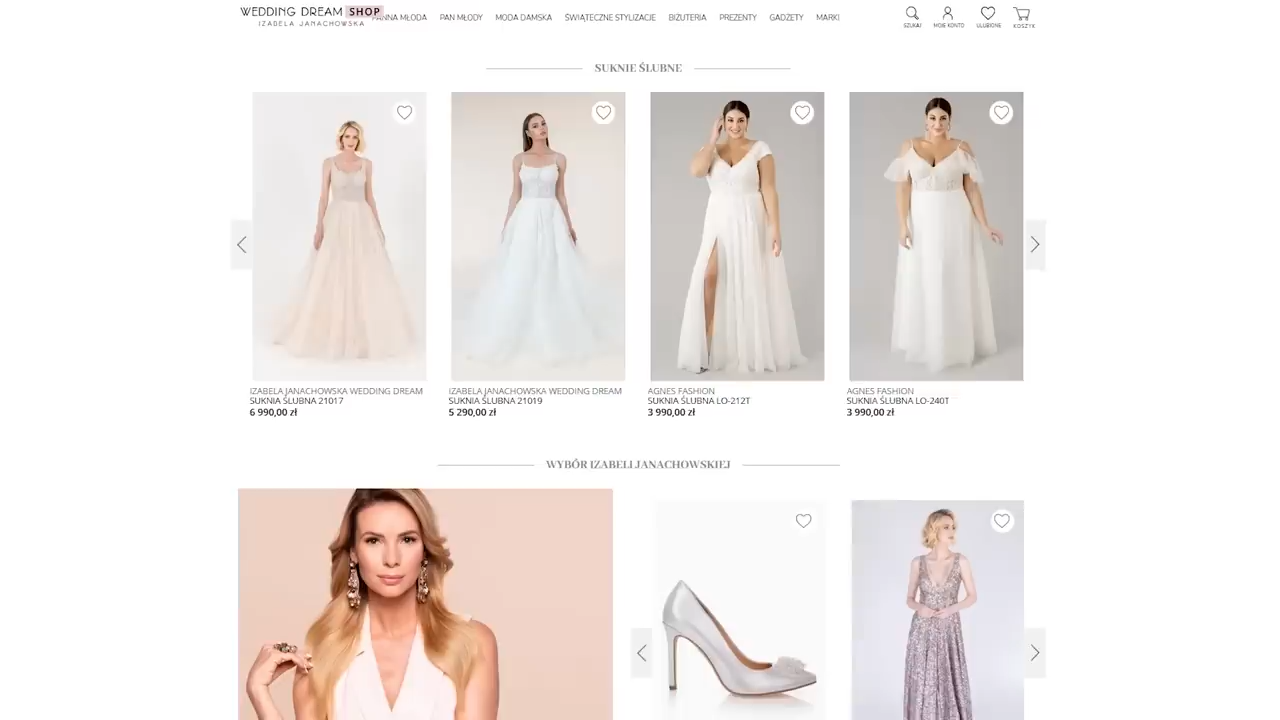 WEDDING DREAM SHOP
IZABELA JANACHOWSKA
PANNA MŁODA PAN MŁODY MODA DAMSKA ŚWIĄTECZNE STYLIZACJE BIŻUTERIA PREZENTY GADŻETY MARKI
SZUKAJ MOJE KONTO ULUBIONE KOSZYK
SUKNIE ŚLUBNE
IZABELA JANACHOWSKA WEDDING DREAM
SUKNIA ŚLUBNA 21017
6 990,00 zł
IZABELA JANACHOWSKA WEDDING DREAM
SUKNIA ŚLUBNA 21019
5 290,00 zł
AGNES FASHION
SUKNIA ŚLUBNA LO-212T
3 990,00 zł
AGNES FASHION
SUKNIA ŚLUBNA LO-240T
3 990,00 zł
WYBÓR IZABELI JANACHOWSKIEJ